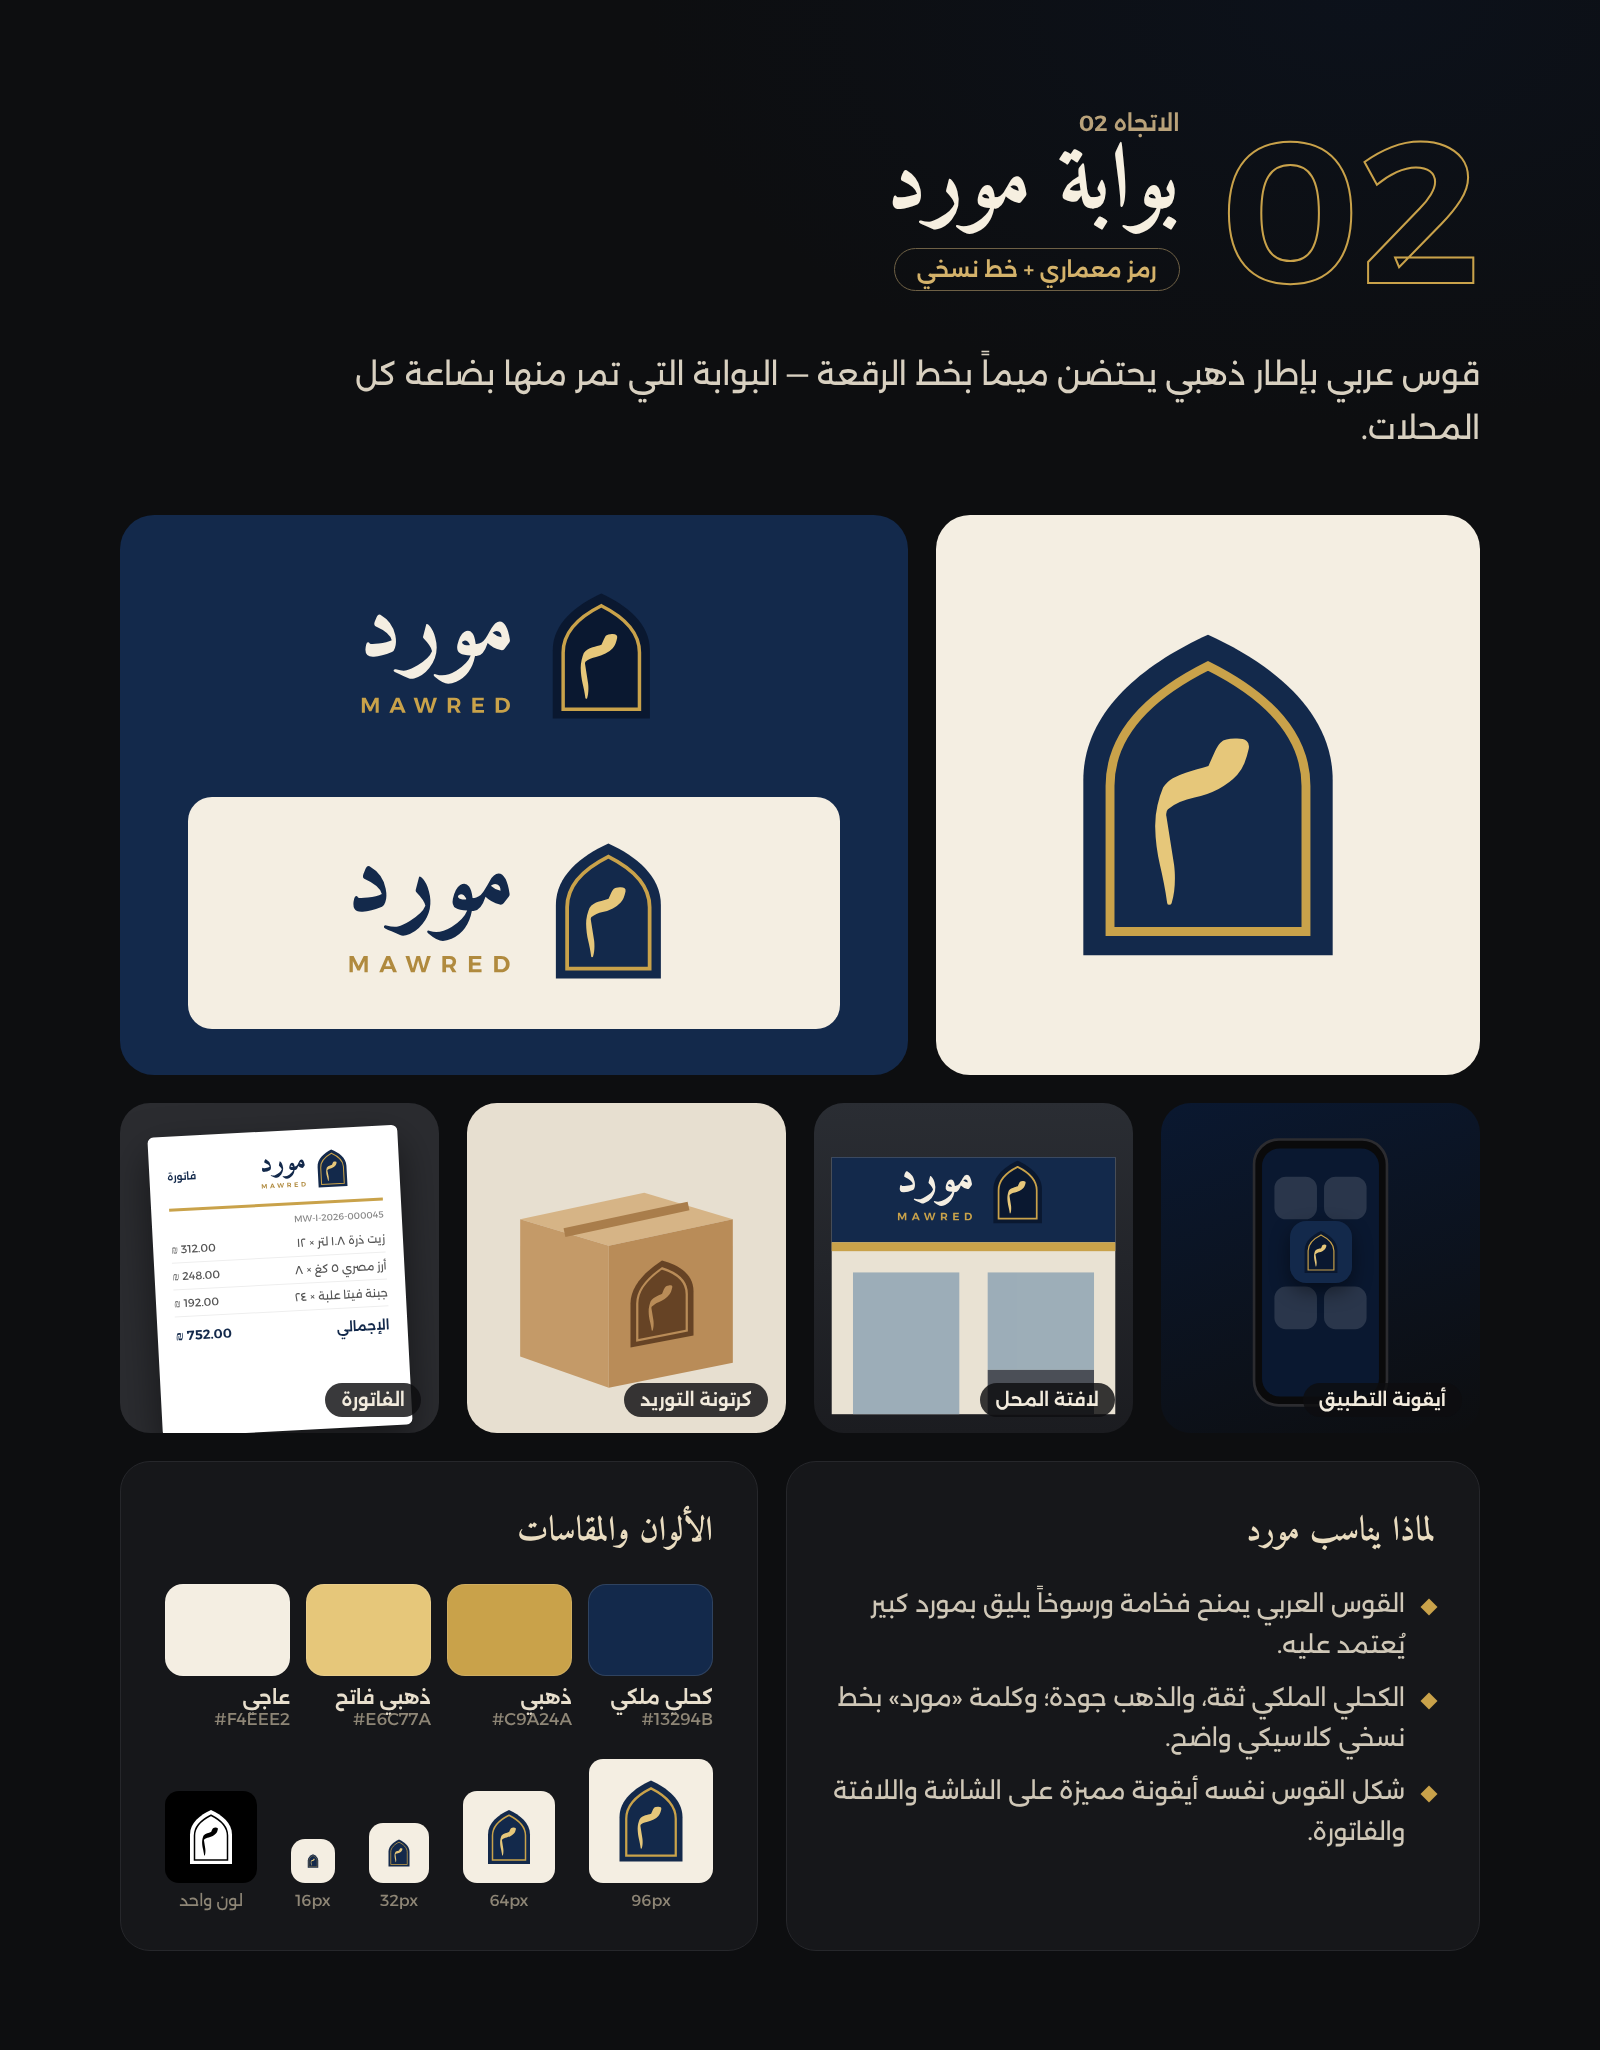 02
الاتجاه 02
بوابة مورد
رمز معماري + خط نسخي
قوس عربي بإطار ذهبي يحتضن ميماً بخط الرقعة — البوابة التي تمر منها بضاعة كل
المحلات.
م
مورد
MAWRED
م
مورد
MAWRED
م
م
أيقونة التطبيق
مورد
MAWRED
م
لافتة المحل
م
كرتونة التوريد
مورد
MAWRED
م
فاتورة
MW-I-2026-000045
زيت ذرة ١.٨ لتر × ١٢ 312.00 ₪
أرز مصري ٥ كغ × ٨ 248.00 ₪
جبنة فيتا علبة × ٢٤ 192.00 ₪
الإجمالي 752.00 ₪
الفاتورة
لماذا يناسب مورد
القوس العربي يمنح فخامة ورسوخاً يليق بمورد كبير
يُعتمد عليه.
الكحلي الملكي ثقة، والذهب جودة؛ وكلمة «مورد» بخط
نسخي كلاسيكي واضح.
شكل القوس نفسه أيقونة مميزة على الشاشة واللافتة
والفاتورة.
الألوان والمقاسات
كحلي ملكي ذهبي ذهبي فاتح عاجي
#13294B #C9A24A #E6C77A #F4EEE2
م م م م م
96px 64px 32px 16px لون واحد